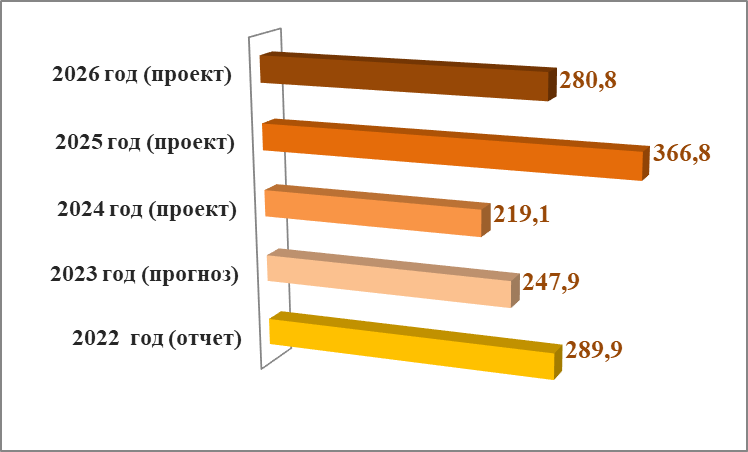 2026 год (проект) 280,8
2025 год (проект) 366,8
2024 год (проект) 219,1
2023 год (прогноз) 247,9
2022 год (отчет) 289,9